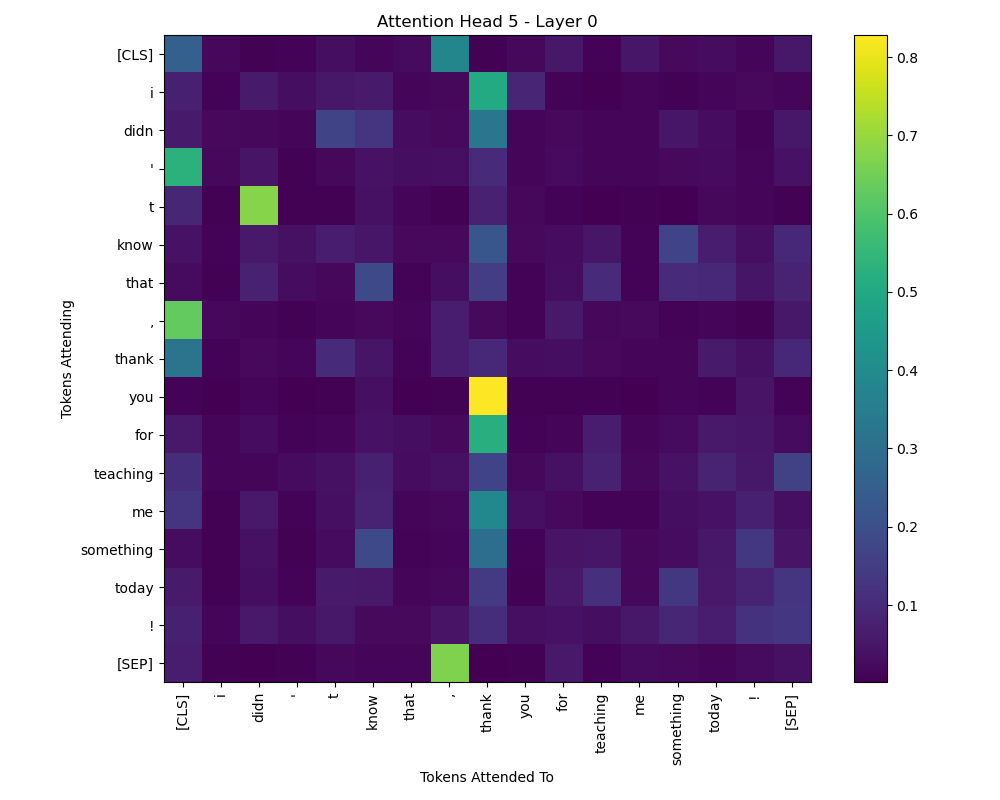 Attention Head 5 - Layer 0
[CLS]
i
didn
'
t
know
that
,
thank
you
for
teaching
me
something
today
!
[SEP]
Tokens Attending
[CLS]
i
didn
'
t
know
that
,
thank
you
for
teaching
me
something
today
!
[SEP]
Tokens Attended To
0.8
0.7
0.6
0.5
0.4
0.3
0.2
0.1